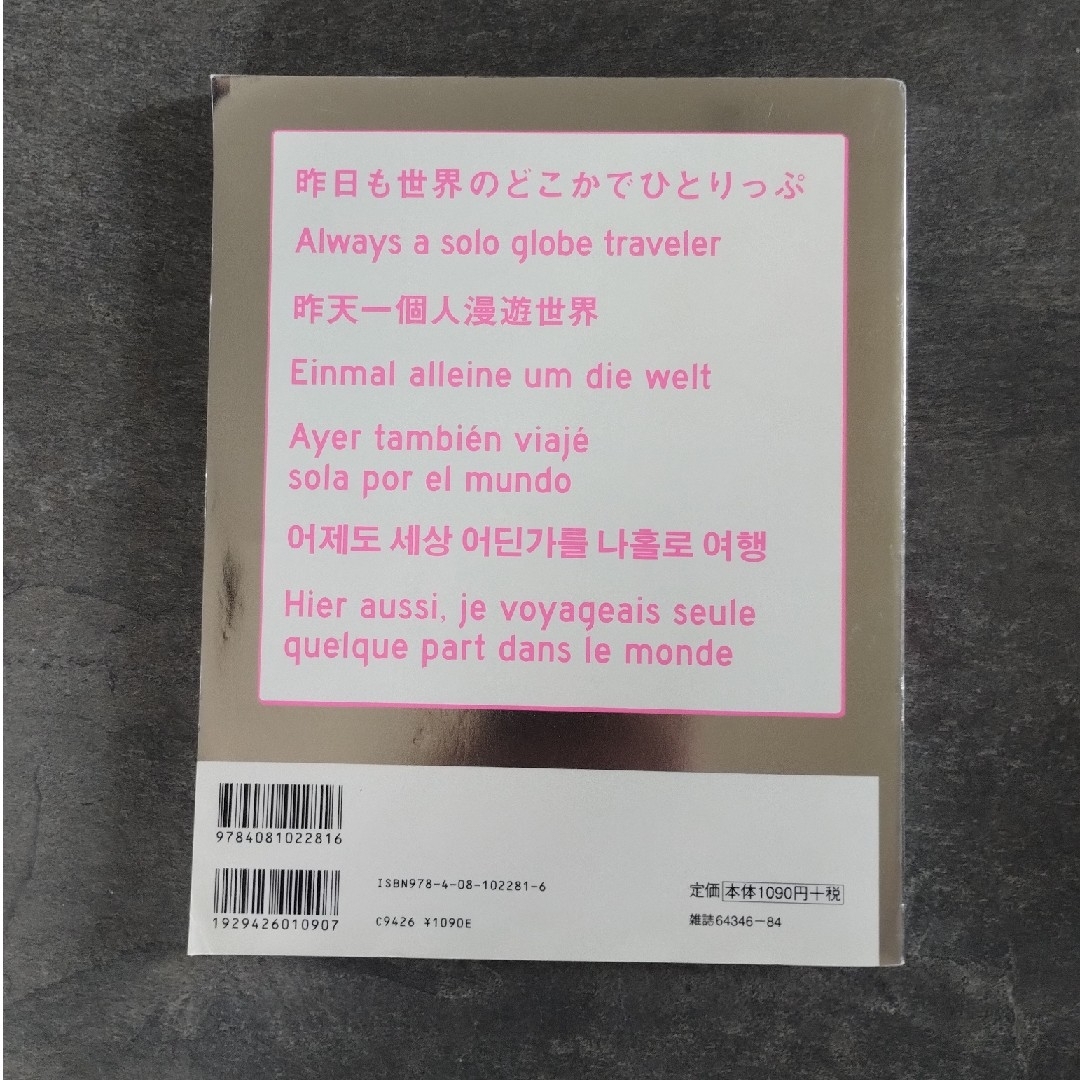 昨日も世界のどこかでひとりっぷ
Always a solo globe traveler
昨天一個人漫遊世界
Einmal alleine um die welt
Ayer también viajé
sola por el mundo
어제도 세상 어딘가를 나홀로 여행
Hier aussi, je voyageais seule
quelque part dans le monde
9784081022816
1929426010907
ISBN978-4-08-102281-6
C9426 ¥1090E
定価 本体1090円+税
雑誌64346-84